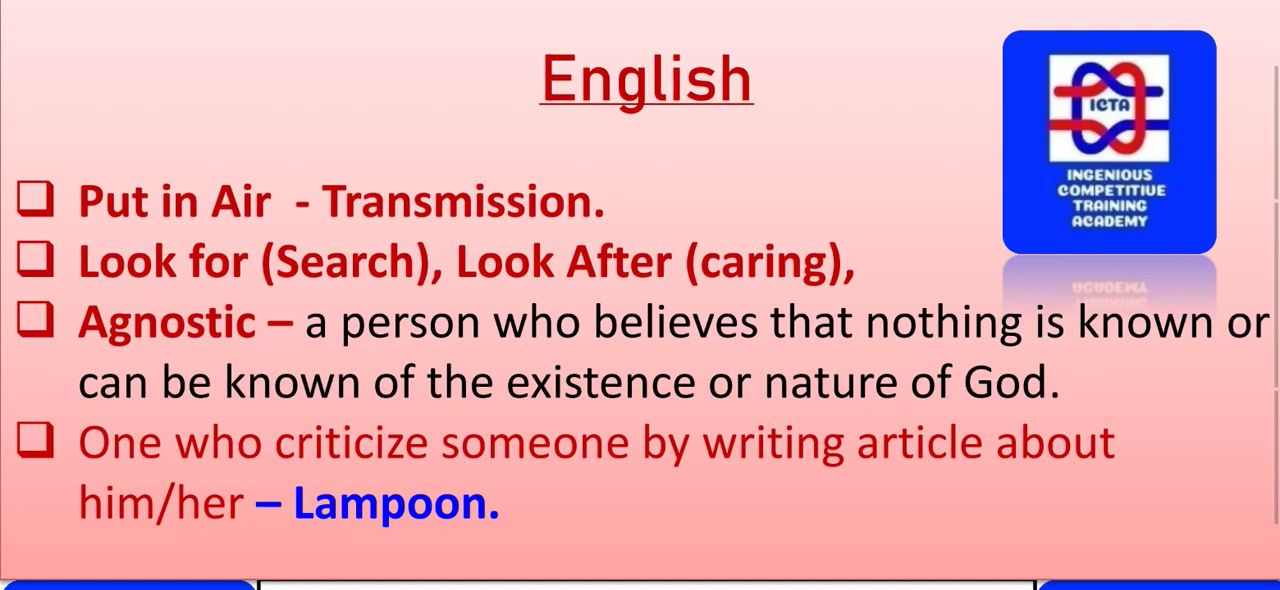 English
ICTA
INGENIOUS
COMPETITIVE
TRAINING
ACADEMY
❑ Put in Air - Transmission.
❑ Look for (Search), Look After (caring),
❑ Agnostic – a person who believes that nothing is known or
can be known of the existence or nature of God.
❑ One who criticize someone by writing article about
him/her – Lampoon.